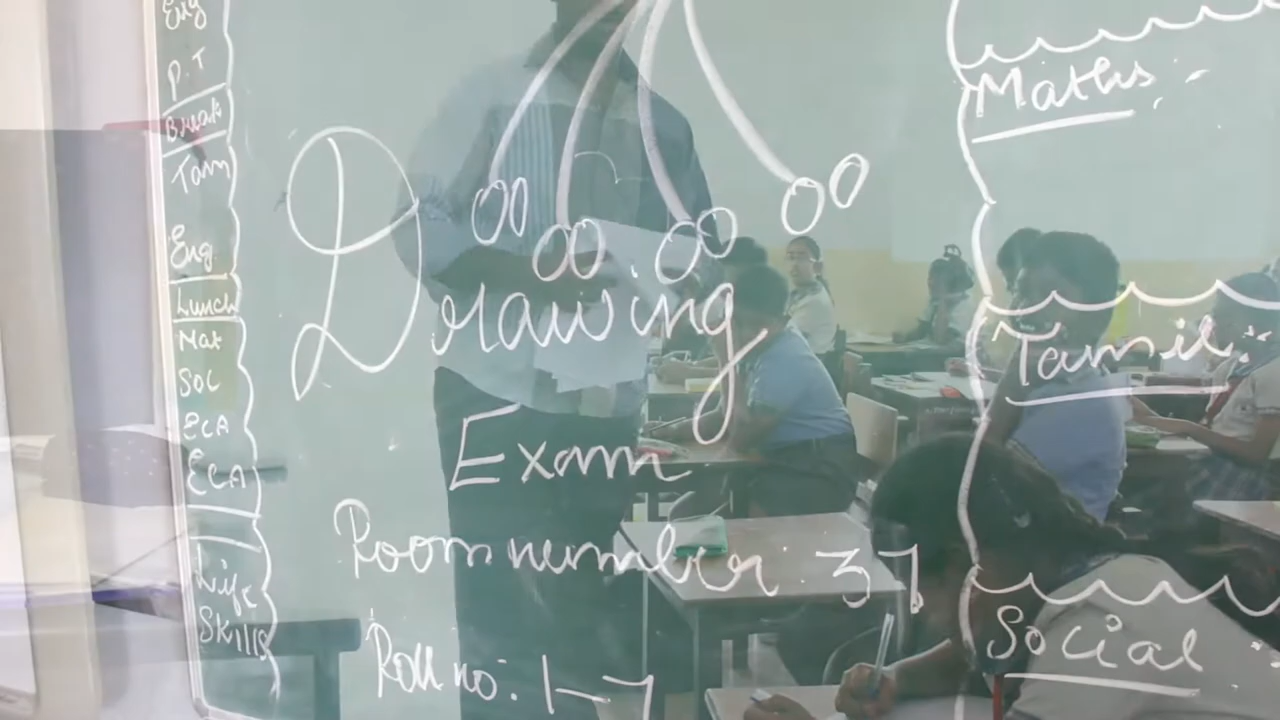 Eng
P.T
Break
Tam
Eng
Lunch
Mat
Soc
ECA
ECA
Life
Skills
Drawing
Exam
Room number: 37
Roll no: 1-7
Maths:-
Tamil:-
Social :-